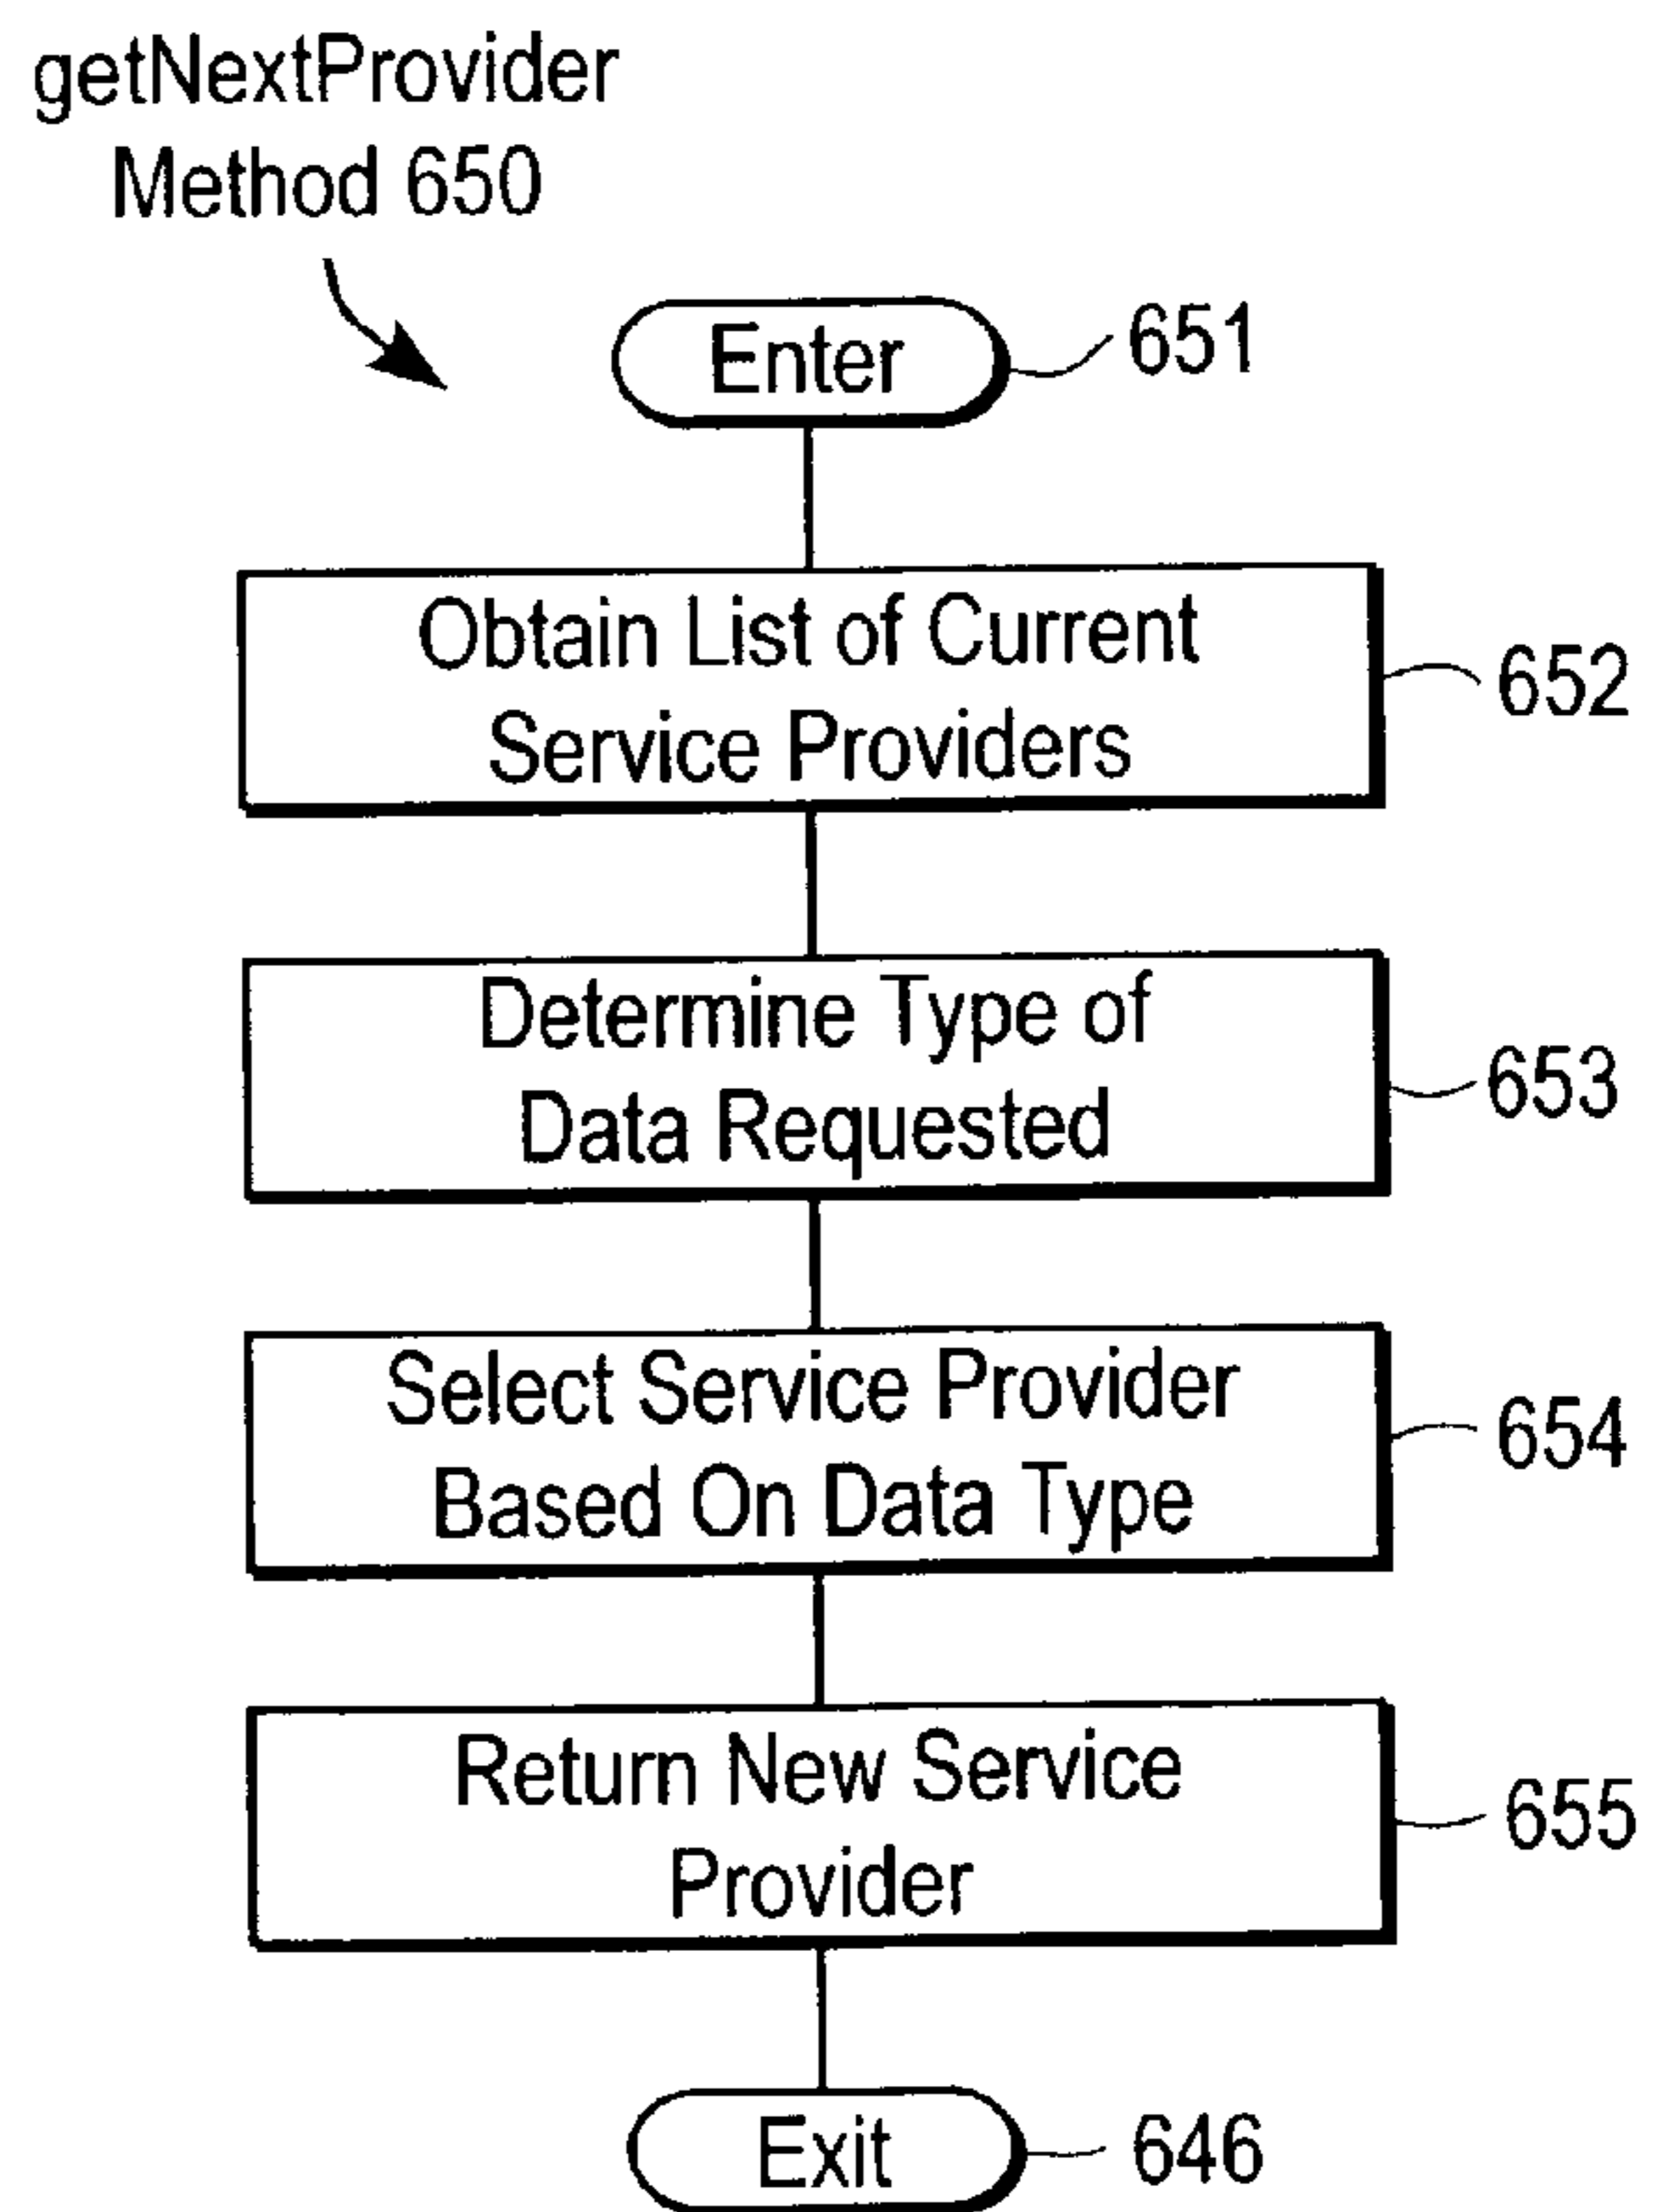 getNextProvider
Method 650
Enter
651
Obtain List of Current
Service Providers
652
Determine Type of
Data Requested
653
Select Service Provider
Based On Data Type
654
Return New Service
Provider
655
Exit
646